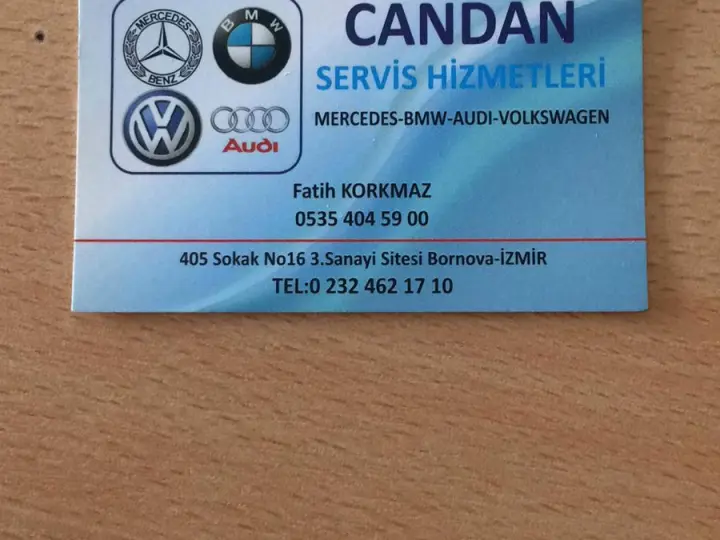 MERCEDES
BENZ
BMW
CANDAN
SERVİS HİZMETLERİ
Audi
MERCEDES-BMW-AUDI-VOLKSWAGEN
Fatih KORKMAZ
0535 404 59 00
405 Sokak No16 3.Sanayi Sitesi Bornova-İZMİR
TEL:0 232 462 17 10